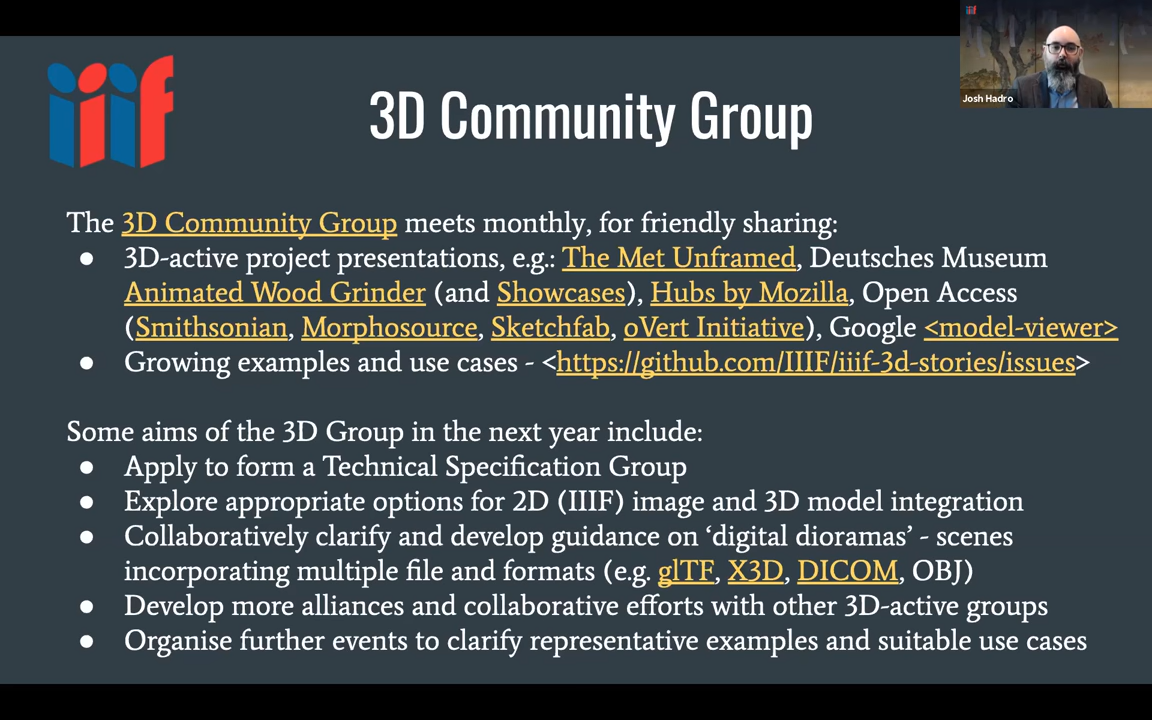 iiif
Josh Hadro
iiif
3D Community Group
The 3D Community Group meets monthly, for friendly sharing:
● 3D-active project presentations, e.g.: The Met Unframed, Deutsches Museum
Animated Wood Grinder (and Showcases), Hubs by Mozilla, Open Access
(Smithsonian, Morphosource, Sketchfab, oVert Initiative), Google <model-viewer>
● Growing examples and use cases - <https://github.com/IIIF/iiif-3d-stories/issues>
Some aims of the 3D Group in the next year include:
● Apply to form a Technical Specification Group
● Explore appropriate options for 2D (IIIF) image and 3D model integration
● Collaboratively clarify and develop guidance on ‘digital dioramas’ - scenes
incorporating multiple file and formats (e.g. glTF, X3D, DICOM, OBJ)
● Develop more alliances and collaborative efforts with other 3D-active groups
● Organise further events to clarify representative examples and suitable use cases